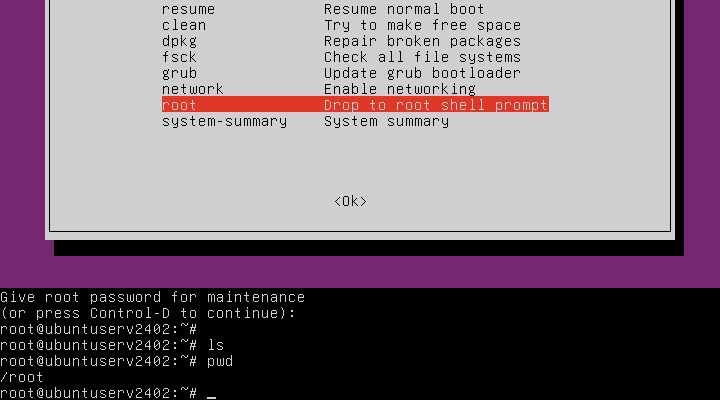 resume Resume normal boot
clean Try to make free space
dpkg Repair broken packages
fsck Check all file systems
grub Update grub bootloader
network Enable networking
root Drop to root shell prompt
system-summary System summary
<Ok>
Give root password for maintenance
(or press Control-D to continue):
root@ubuntuserv2402:~#
root@ubuntuserv2402:~# ls
root@ubuntuserv2402:~# pwd
/root
root@ubuntuserv2402:~# _